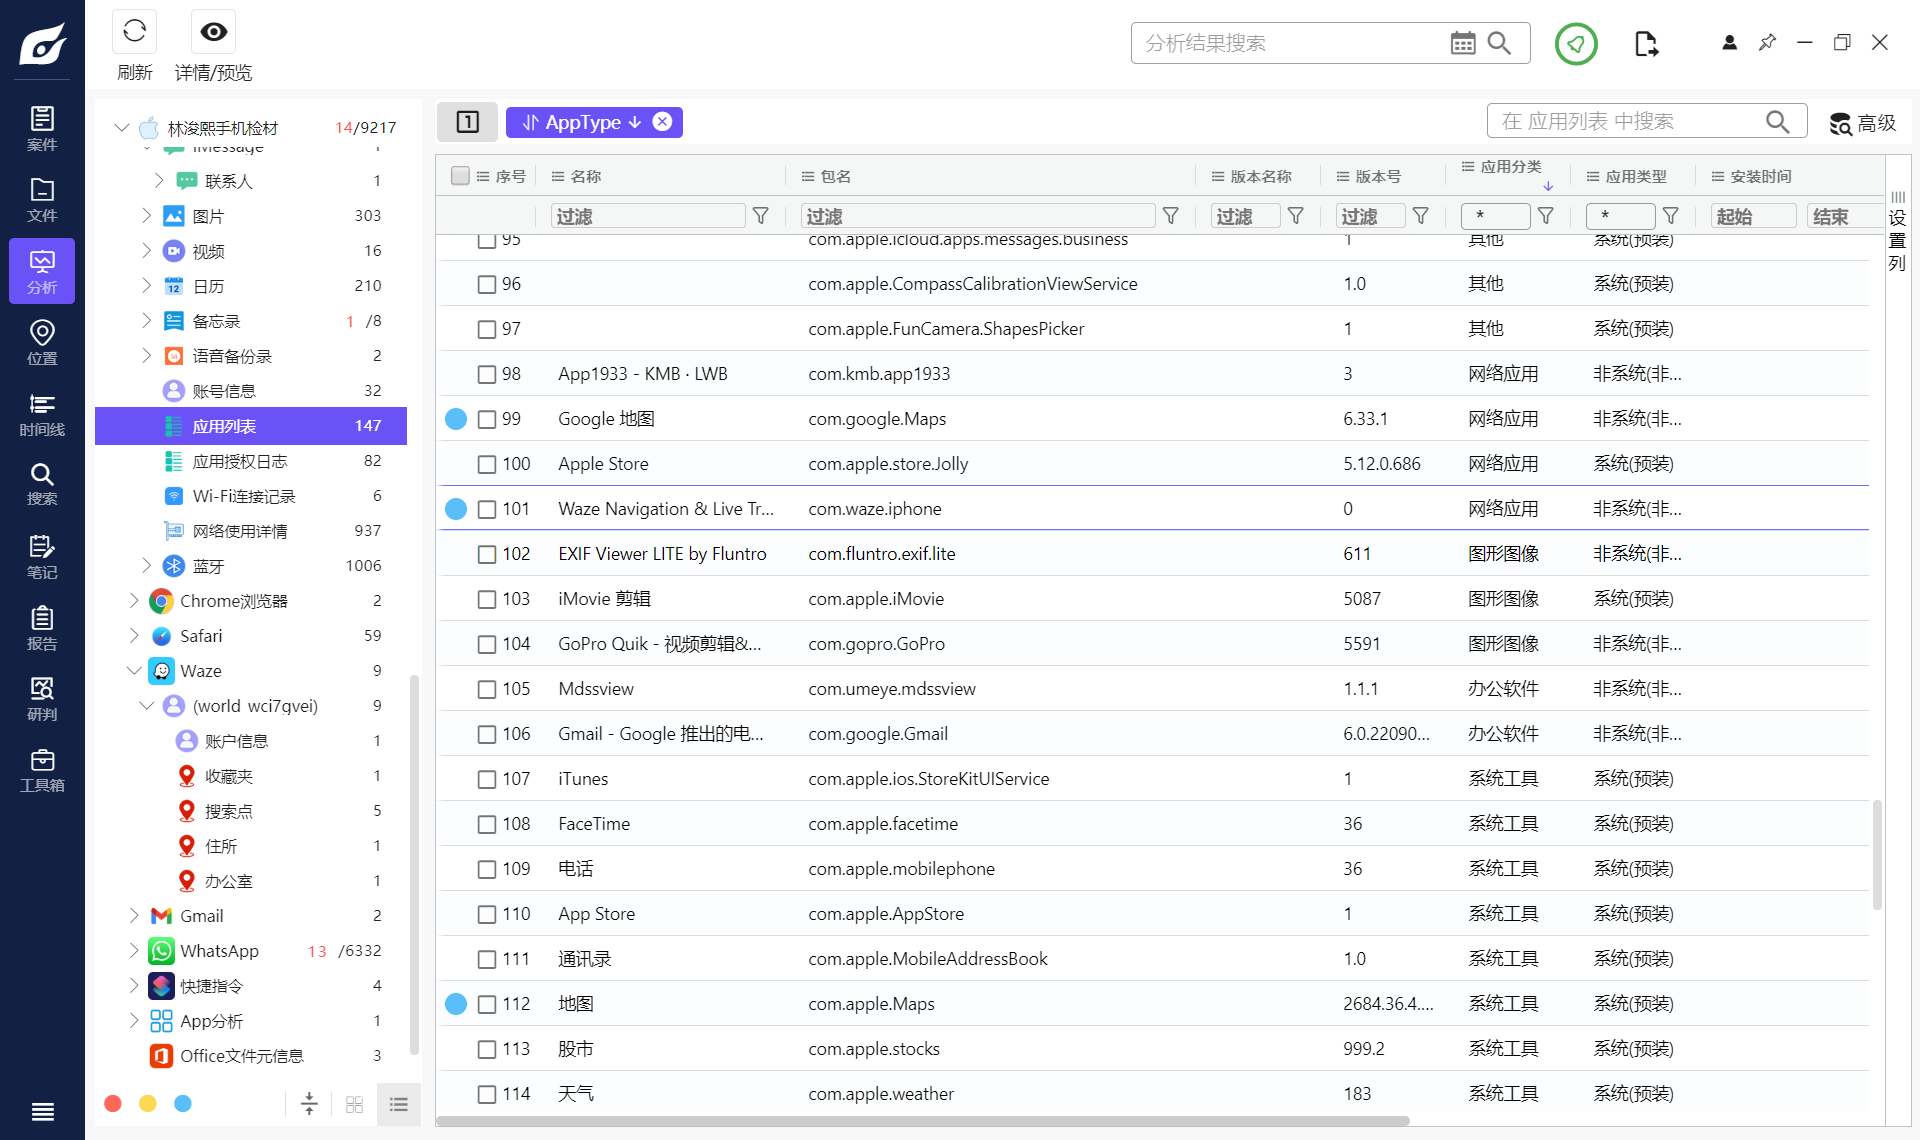 刷新
详情/预览
分析结果搜索
案件
文件
分析
位置
时间线
搜索
笔记
报告
研判
工具箱
林浚熙手机检材 14/9217
iMessage 1
联系人 1
图片 303
视频 16
日历 210
备忘录 1 /8
语音备份录 2
账号信息 32
应用列表 147
应用授权日志 82
Wi-Fi连接记录 6
网络使用详情 937
蓝牙 1006
Chrome浏览器 2
Safari 59
Waze 9
(world_wci7gvei) 9
账户信息 1
收藏夹 1
搜索点 5
住所 1
办公室 1
Gmail 2
WhatsApp 13 /6332
快捷指令 4
App分析 1
Office文件元信息 3
1 AppType
在 应用列表 中搜索
高级
序号 名称 包名 版本名称 版本号 应用分类 应用类型 安装时间
过滤 过滤 过滤 过滤 * * 起始 结束
设置列
95 com.apple.icloud.apps.messages.business 1 其他 系统(预装)
96 com.apple.CompassCalibrationViewService 1.0 其他 系统(预装)
97 com.apple.FunCamera.ShapesPicker 1 其他 系统(预装)
98 App1933 - KMB · LWB com.kmb.app1933 3 网络应用 非系统(非...
99 Google 地图 com.google.Maps 6.33.1 网络应用 非系统(非...
100 Apple Store com.apple.store.Jolly 5.12.0.686 网络应用 系统(预装)
101 Waze Navigation & Live Tr... com.waze.iphone 0 网络应用 非系统(非...
102 EXIF Viewer LITE by Fluntro com.fluntro.exif.lite 611 图形图像 非系统(非...
103 iMovie 剪辑 com.apple.iMovie 5087 图形图像 系统(预装)
104 GoPro Quik - 视频剪辑&... com.gopro.GoPro 5591 图形图像 非系统(非...
105 Mdssview com.umeye.mdssview 1.1.1 办公软件 非系统(非...
106 Gmail - Google 推出的电... com.google.Gmail 6.0.22090... 办公软件 非系统(非...
107 iTunes com.apple.ios.StoreKitUIService 1 系统工具 系统(预装)
108 FaceTime com.apple.facetime 36 系统工具 系统(预装)
109 电话 com.apple.mobilephone 36 系统工具 系统(预装)
110 App Store com.apple.AppStore 1 系统工具 系统(预装)
111 通讯录 com.apple.MobileAddressBook 1.0 系统工具 系统(预装)
112 地图 com.apple.Maps 2684.36.4.... 系统工具 系统(预装)
113 股市 com.apple.stocks 999.2 系统工具 系统(预装)
114 天气 com.apple.weather 183 系统工具 系统(预装)